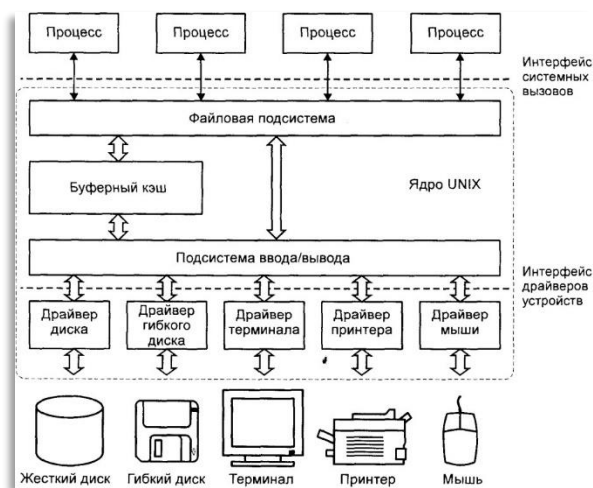 Процесс Процесс Процесс Процесс
Интерфейс
системных
вызовов
Файловая подсистема
Буферный кэш
Ядро UNIX
Подсистема ввода/вывода
Интерфейс
драйверов
устройств
Драйвер
диска
Драйвер
гибкого
диска
Драйвер
терминала
Драйвер
принтера
Драйвер
мыши
Жесткий диск Гибкий диск Терминал Принтер Мышь